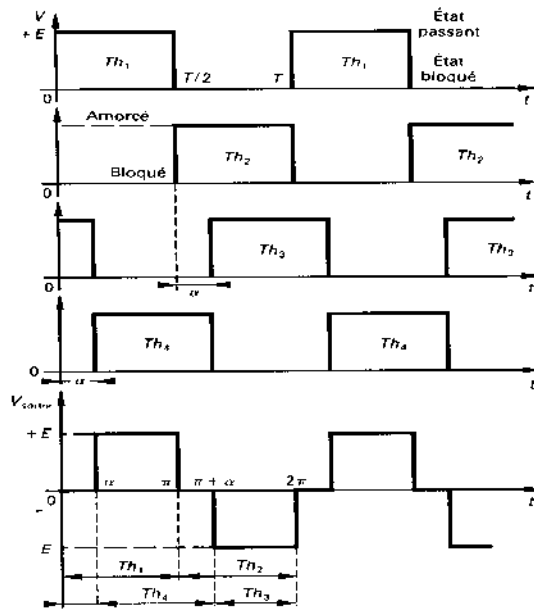 V
+ E
État
passant
Th₁
T/2
T
Th₁
État
bloqué
0
t
Amorcé
Bloqué
Th₂
Th₂
0
t
Th₃
Th₃
0
α
t
Th₄
Th₄
0
α
t
V sortie
+ E
α
π
π + α
2π
0
t
E
Th₁
Th₂
Th₄
Th₃